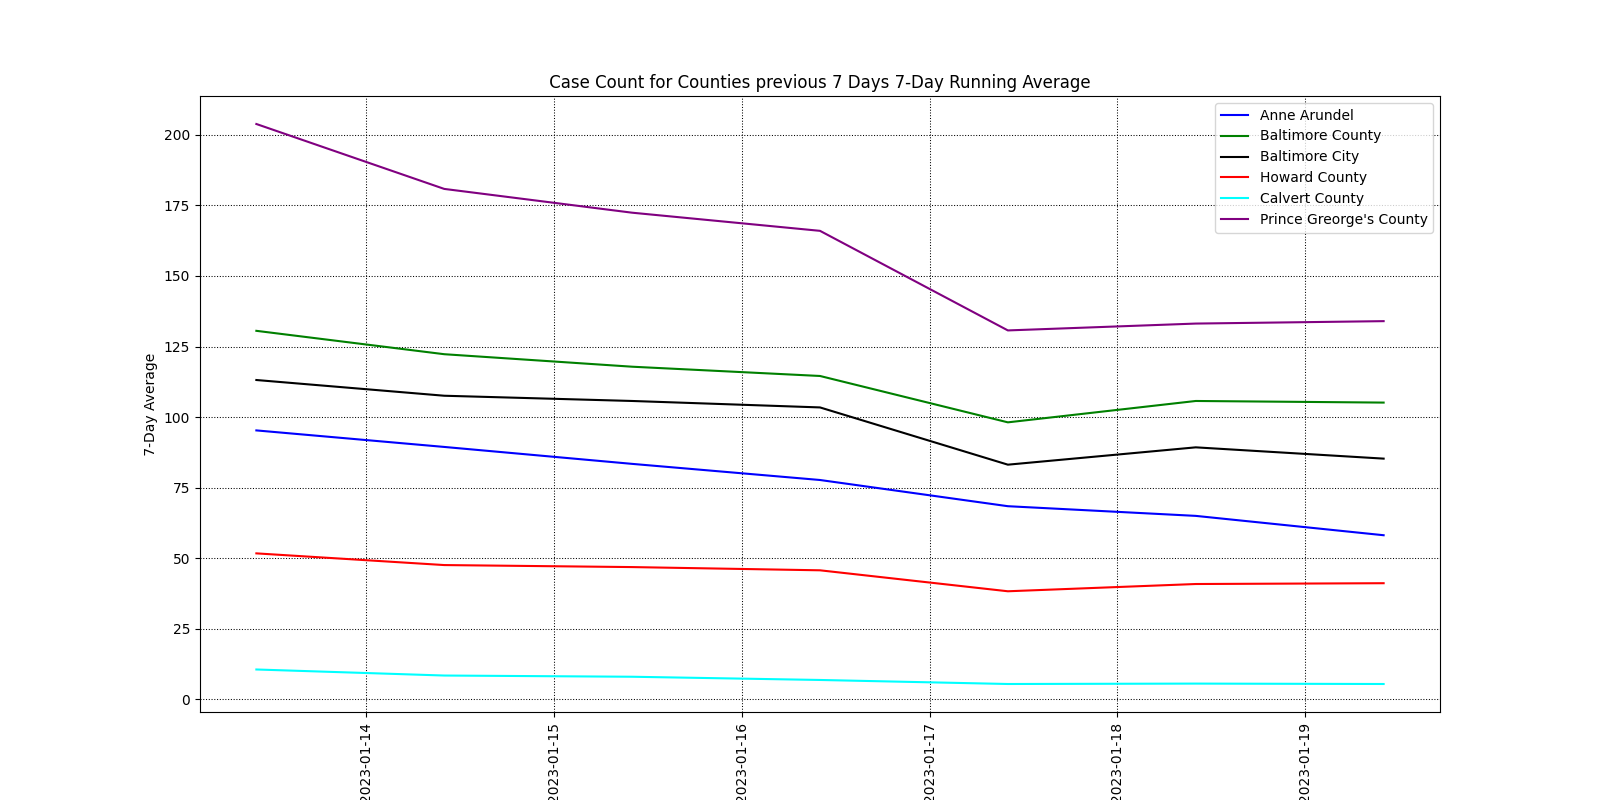 Case Count for Counties previous 7 Days 7-Day Running Average
Anne Arundel
Baltimore County
Baltimore City
Howard County
Calvert County
Prince Greorge's County
7-Day Average
200
175
150
125
100
75
50
25
0
2023-01-14
2023-01-15
2023-01-16
2023-01-17
2023-01-18
2023-01-19